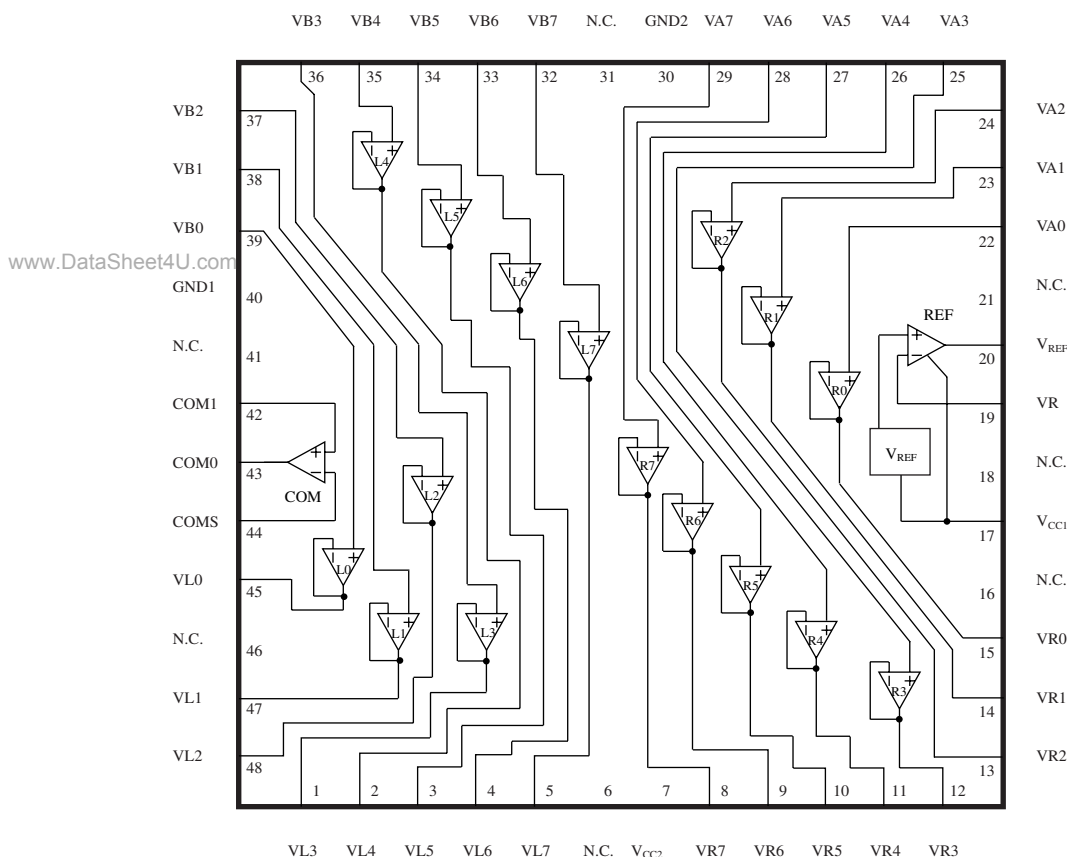 VB3 VB4 VB5 VB6 VB7 N.C. GND2 VA7 VA6 VA5 VA4 VA3
36 35 34 33 32 31 30 29 28 27 26 25
VB2 37 24 VA2
VB1 38 L4 23 VA1
VB0 39 L5 R2 22 VA0
www.DataSheet4U.com
GND1 40 L6 R1 21 N.C.
REF
N.C. 41 L7 20 VREF
COM1 42 R0 19 VR
COM0 43 COM L2 R7 VREF 18 N.C.
COMS 44 R6 17 VCC1
VL0 45 L0 R5 16 N.C.
N.C. 46 L1 L3 R4 15 VR0
VL1 47 R3 14 VR1
VL2 48 13 VR2
1 2 3 4 5 6 7 8 9 10 11 12
VL3 VL4 VL5 VL6 VL7 N.C. VCC2 VR7 VR6 VR5 VR4 VR3